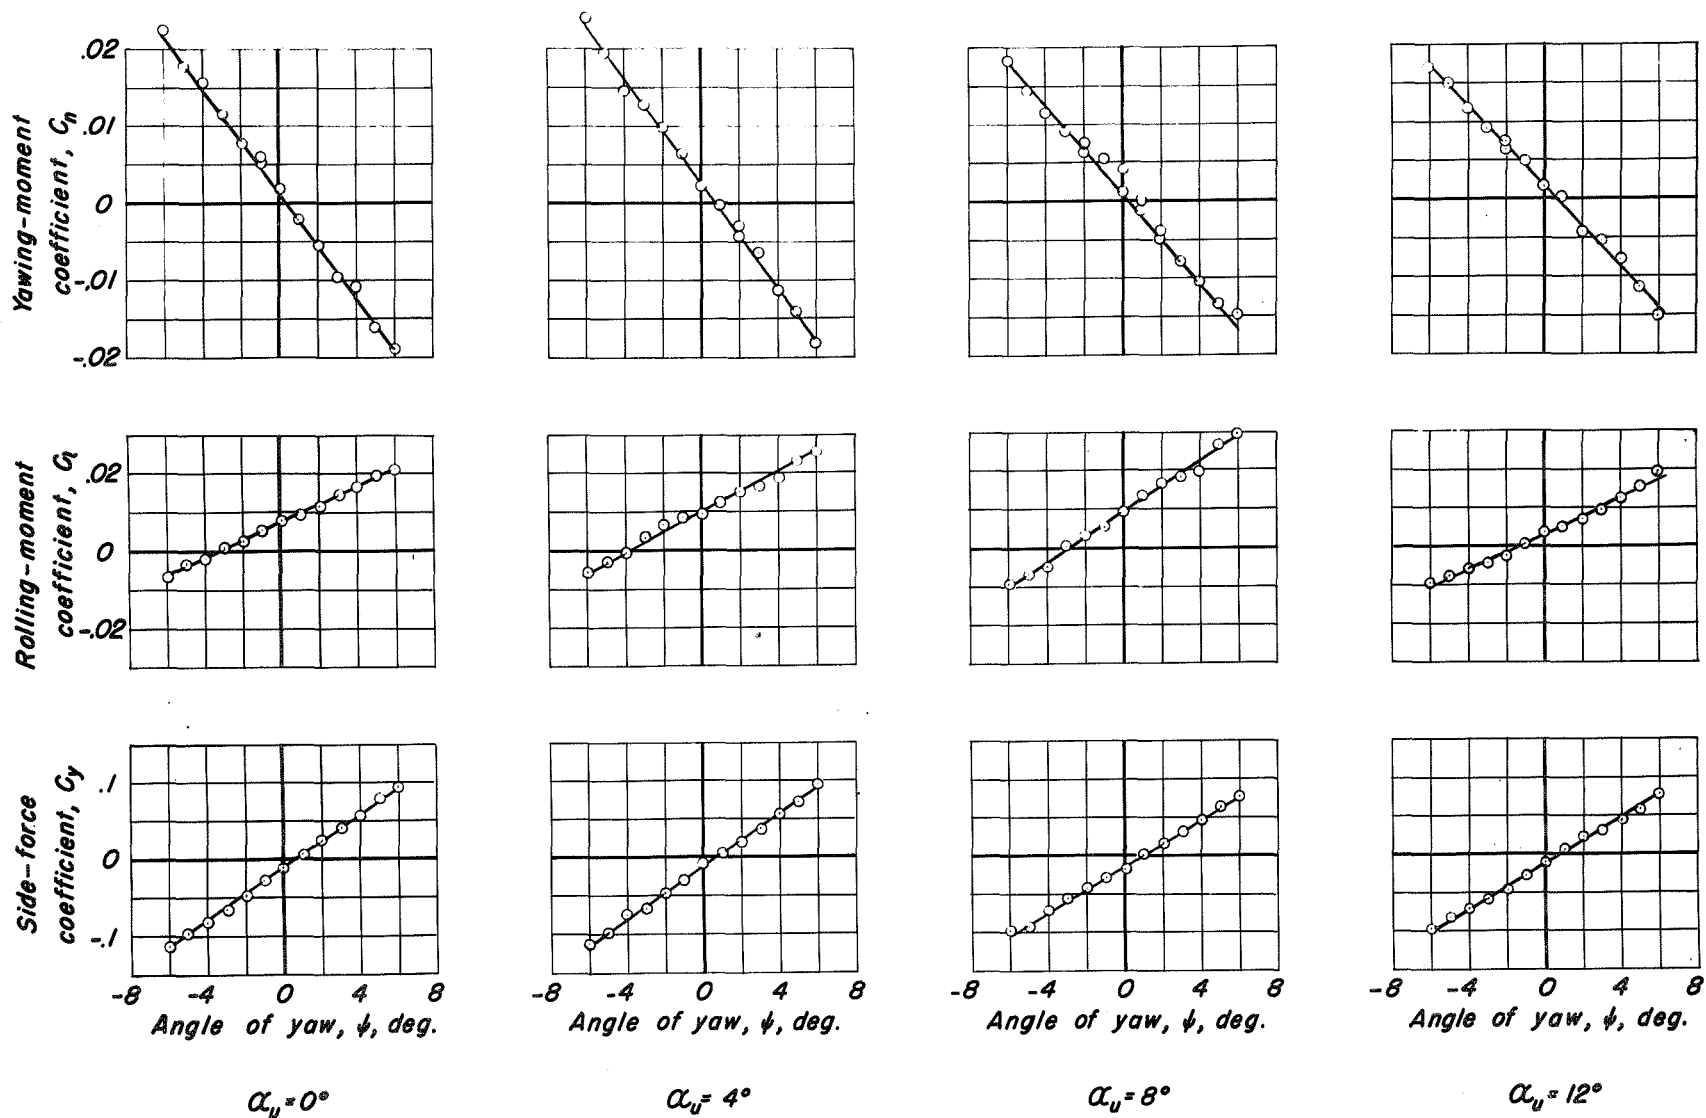 Yawing-moment
coefficient, Cn
.02
.01
0
-.01
-.02
Rolling-moment
coefficient, Cl
.02
0
-.02
Side-force
coefficient, Cy
.1
0
-.1
-8 -4 0 4 8
Angle of yaw, ψ, deg.
αu=0°
-8 -4 0 4 8
Angle of yaw, ψ, deg.
αu=4°
-8 -4 0 4 8
Angle of yaw, ψ, deg.
αu=8°
-8 -4 0 4 8
Angle of yaw, ψ, deg.
αu=12°